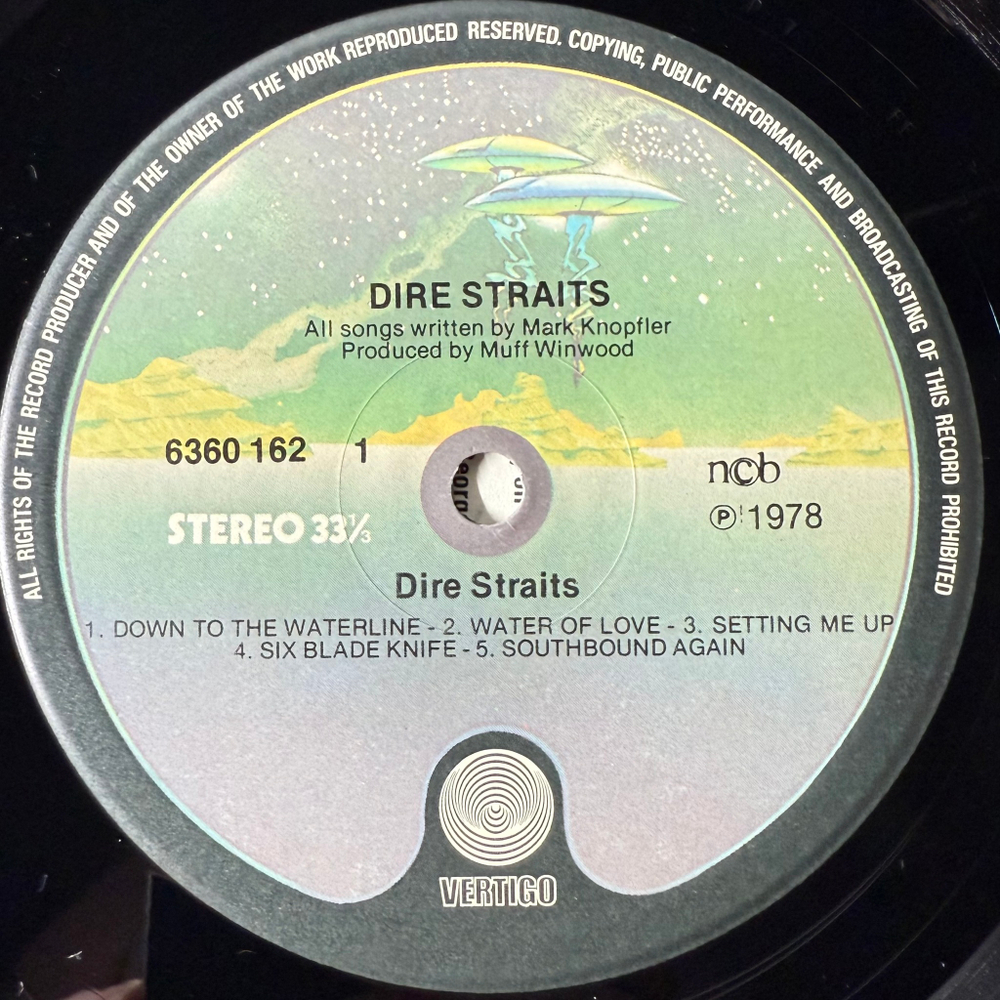 ALL RIGHTS OF THE RECORD PRODUCER AND OF THE OWNER OF THE WORK REPRODUCED RESERVED. COPYING, PUBLIC PERFORMANCE AND BROADCASTING OF THIS RECORD PROHIBITED
DIRE STRAITS
All songs written by Mark Knopfler
Produced by Muff Winwood
6360 162 1
ncb
STEREO 33⅓
Ⓟ 1978
Dire Straits
1. DOWN TO THE WATERLINE - 2. WATER OF LOVE - 3. SETTING ME UP
4. SIX BLADE KNIFE - 5. SOUTHBOUND AGAIN
VERTIGO